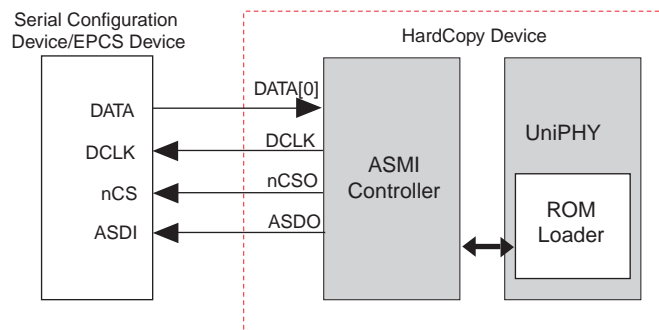 Serial Configuration
Device/EPCS Device
HardCopy Device
DATA
DCLK
nCS
ASDI
DATA[0]
DCLK
nCSO
ASDO
ASMI
Controller
UniPHY
ROM
Loader